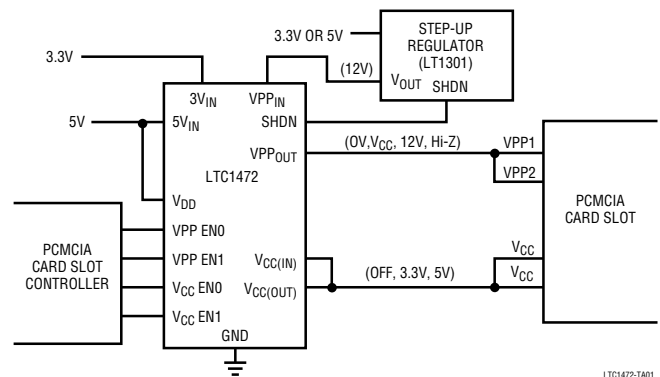 3.3V OR 5V
STEP-UP
REGULATOR
(LT1301)
3.3V
(12V)
VOUT
SHDN
3VIN
VPPIN
5V
5VIN
SHDN
VPPOUT
(0V,VCC, 12V, Hi-Z)
VPP1
VPP2
LTC1472
VDD
PCMCIA
CARD SLOT
PCMCIA
CARD SLOT
CONTROLLER
VPP EN0
VPP EN1
VCC EN0
VCC EN1
VCC(IN)
VCC(OUT)
(OFF, 3.3V, 5V)
VCC
VCC
GND
LTC1472-TA01